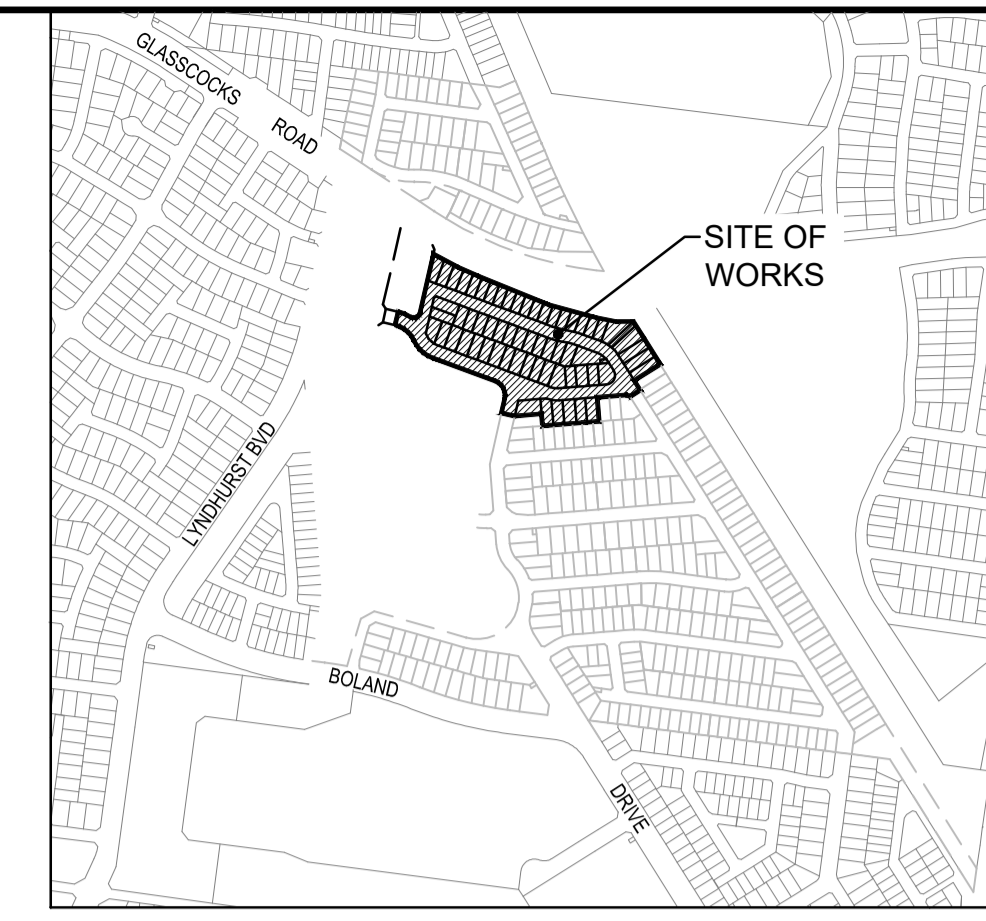 GLASSCOCKS
ROAD
SITE OF
WORKS
LYNDHURST BVD
BOLAND
DRIVE